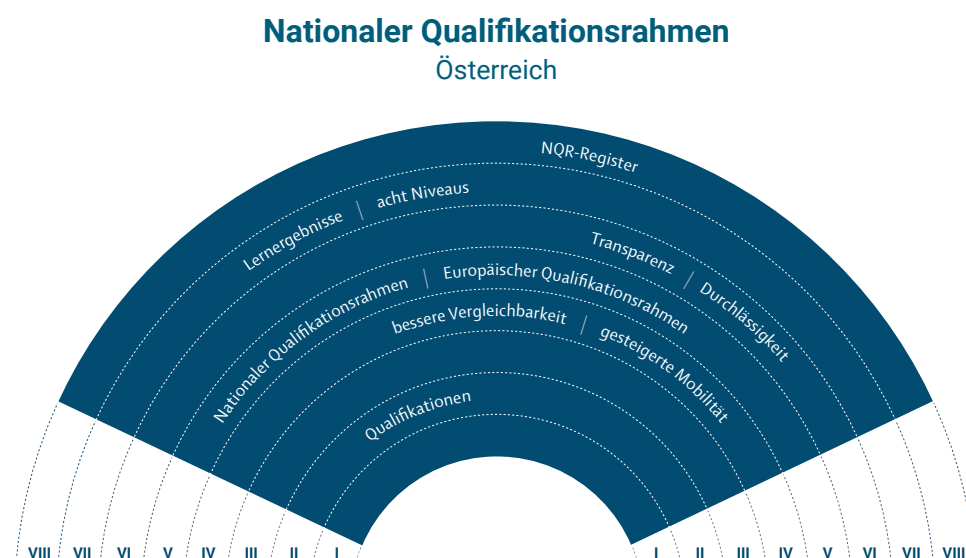 Nationaler Qualifikationsrahmen
Österreich
NQR-Register
Lernergebnisse | acht Niveaus
Transparenz | Durchlässigkeit
Nationaler Qualifikationsrahmen | Europäischer Qualifikationsrahmen
bessere Vergleichbarkeit | gesteigerte Mobilität
Qualifikationen
VIII VII VI V IV III II I I II III IV V VI VII VIII